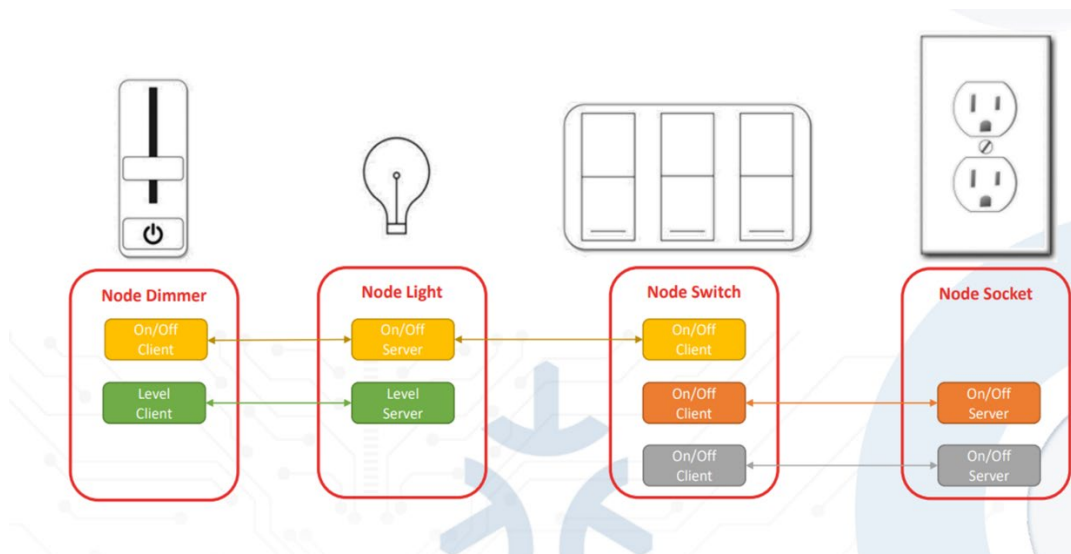 Node Dimmer
On/Off
Client
Level
Client
Node Light
On/Off
Server
Level
Server
Node Switch
On/Off
Client
On/Off
Client
On/Off
Client
Node Socket
On/Off
Server
On/Off
Server